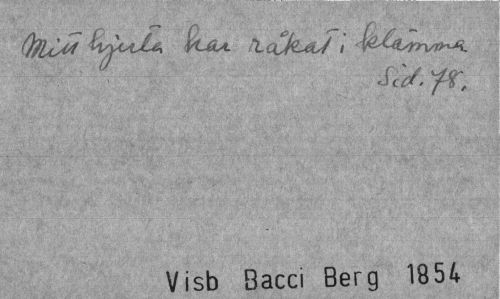 Mitt hjerta har råkat i klämma
Sid. 78.
Visb Bacci Berg 1854